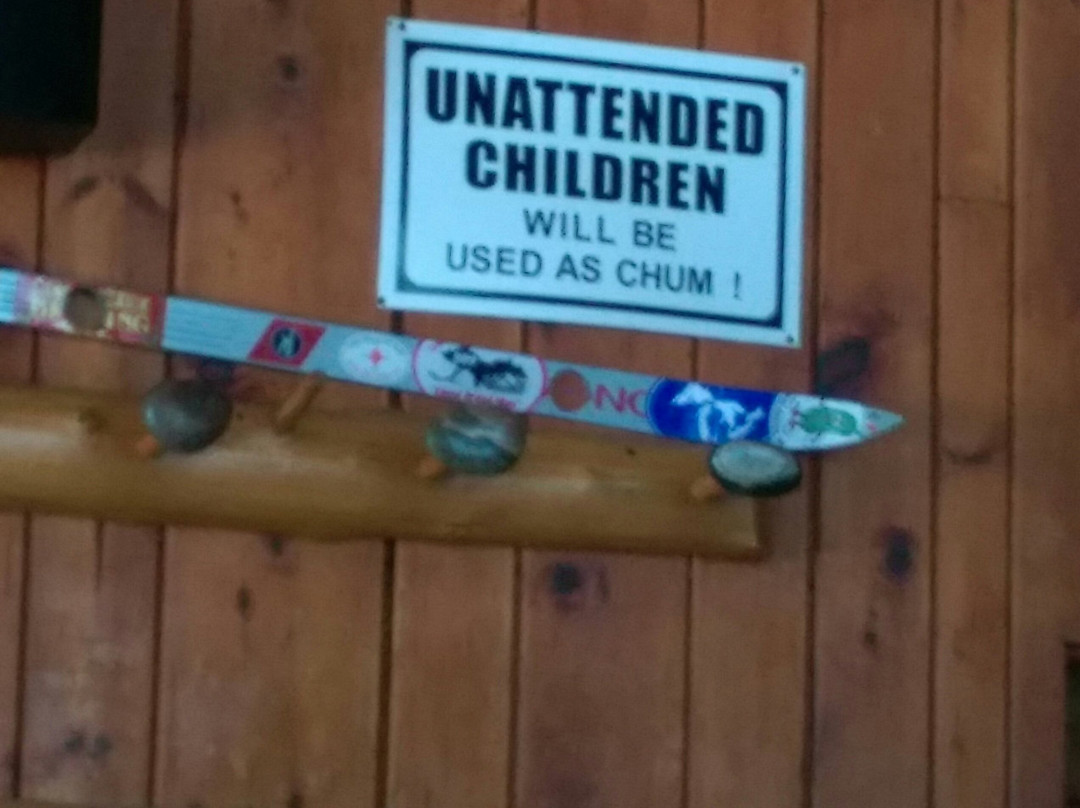 UNATTENDED
CHILDREN
WILL BE
USED AS CHUM !